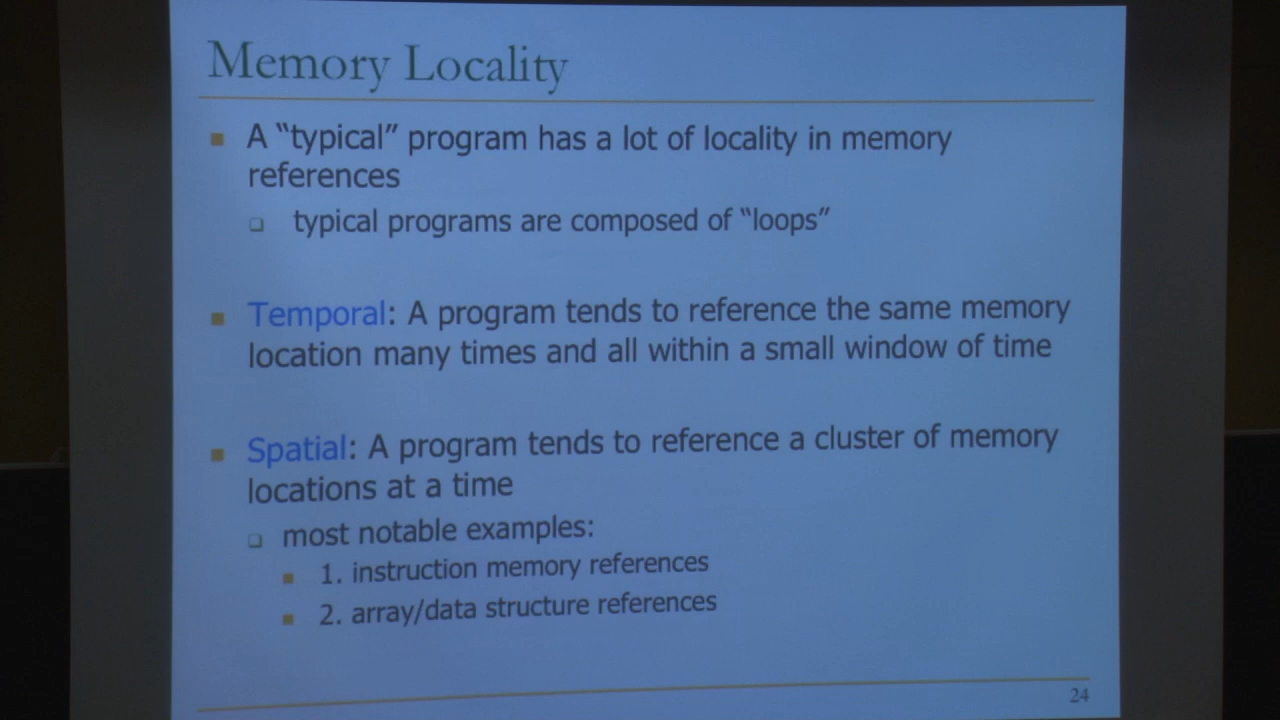 Memory Locality
A “typical” program has a lot of locality in memory
references
typical programs are composed of “loops”
Temporal: A program tends to reference the same memory
location many times and all within a small window of time
Spatial: A program tends to reference a cluster of memory
locations at a time
most notable examples:
1. instruction memory references
2. array/data structure references
24